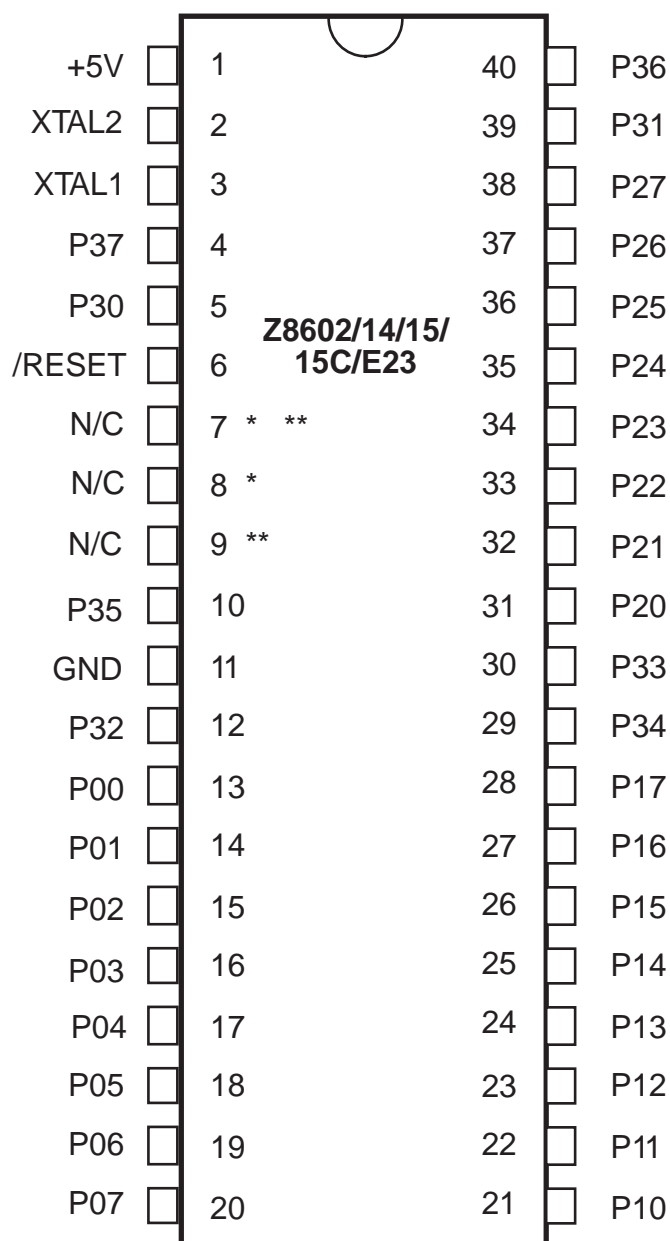 +5V 1 40 P36
XTAL2 2 39 P31
XTAL1 3 38 P27
P37 4 37 P26
P30 5 36 P25
Z8602/14/15/
15C/E23
/RESET 6 35 P24
N/C 7 * ** 34 P23
N/C 8 * 33 P22
N/C 9 ** 32 P21
P35 10 31 P20
GND 11 30 P33
P32 12 29 P34
P00 13 28 P17
P01 14 27 P16
P02 15 26 P15
P03 16 25 P14
P04 17 24 P13
P05 18 23 P12
P06 19 22 P11
P07 20 21 P10